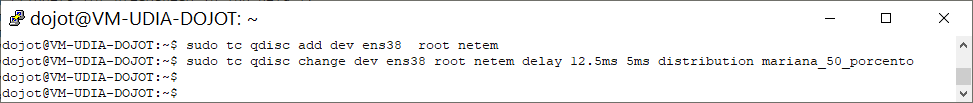 dojot@VM-UDIA-DOJOT: ~
dojot@VM-UDIA-DOJOT:~$ sudo tc qdisc add dev ens38  root netem
dojot@VM-UDIA-DOJOT:~$ sudo tc qdisc change dev ens38 root netem delay 12.5ms 5ms distribution mariana_50_porcento
dojot@VM-UDIA-DOJOT:~$
dojot@VM-UDIA-DOJOT:~$